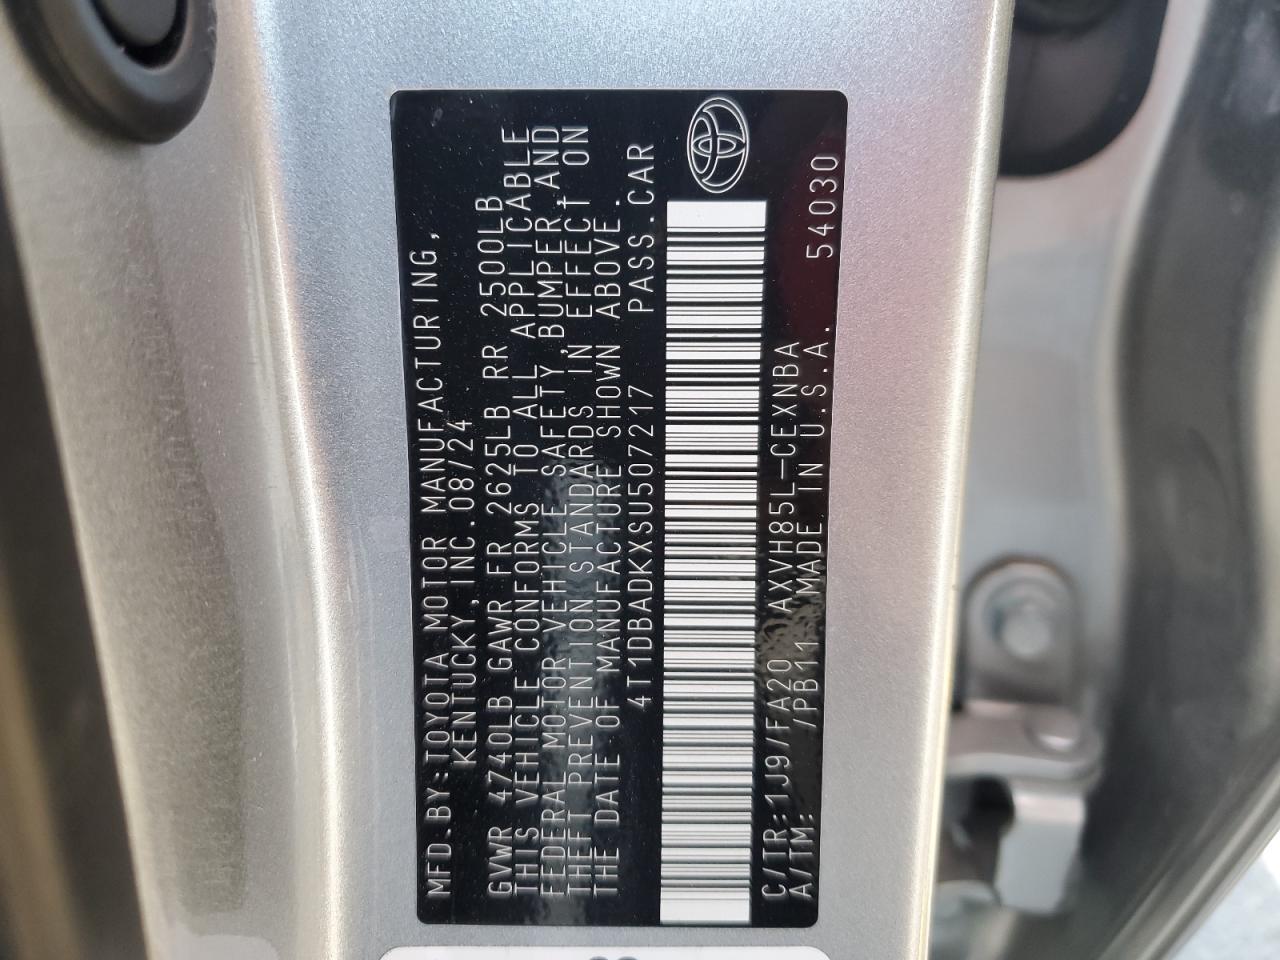 MFD.BY:TOYOTA MOTOR MANUFACTURING,
KENTUCKY,INC.08/24
GVWR 4740LB GAWR FR 2625LB RR 2500LB
THIS VEHICLE CONFORMS TO ALL APPLICABLE
FEDERAL MOTOR VEHICLE SAFETY,BUMPER,AND
THEFT PREVENTION STANDARDS IN EFFECT ON
THE DATE OF MANUFACTURE SHOWN ABOVE.
4T1DBADKXSU507217 PASS.CAR
C/TR:1J9/FA20 AXVH85L-CEXNBA
A/TM: /PB11 MADE IN U.S.A. 54030